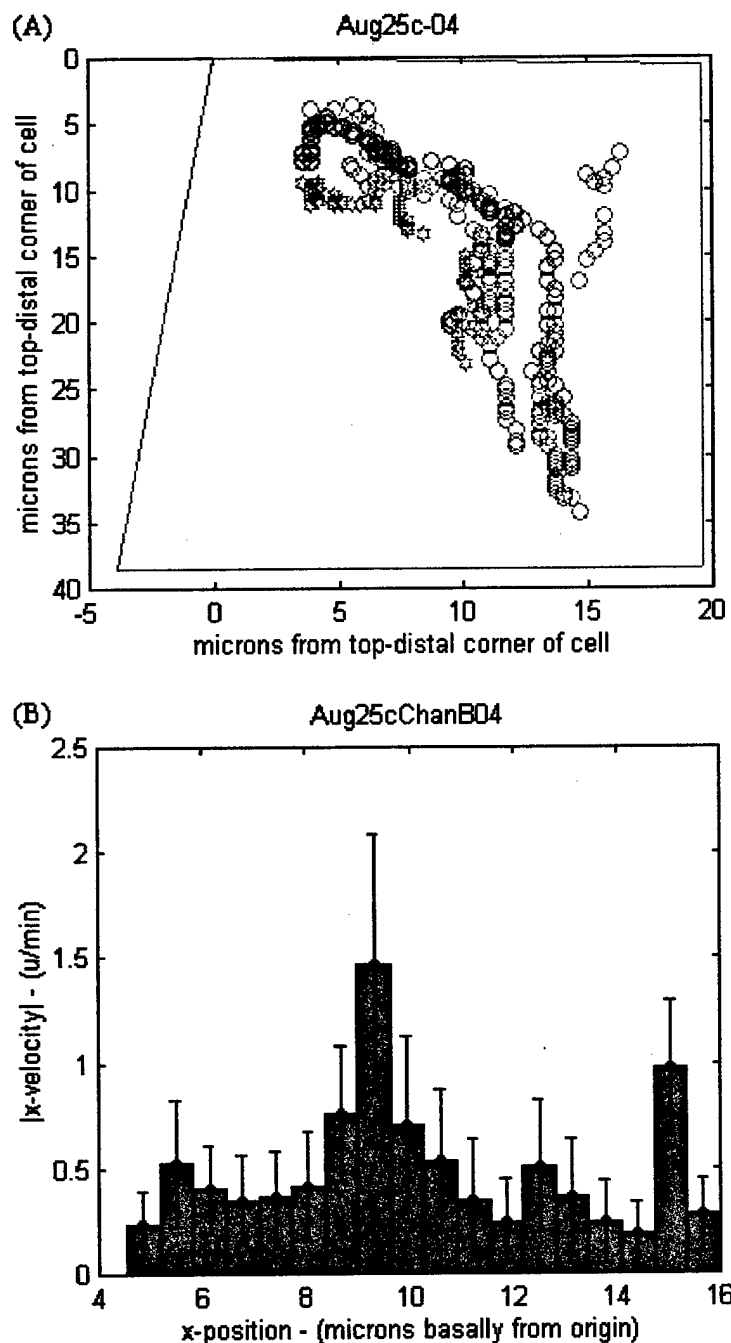 (A)
Aug25c-04
0
5
10
15
20
25
30
35
40
microns from top-distal corner of cell
-5 0 5 10 15 20
microns from top-distal corner of cell
(B)
Aug25cChanB04
2.5
2
1.5
1
0.5
0
|x-velocity| - (u/min)
4 6 8 10 12 14 16
x-position - (microns basally from origin)